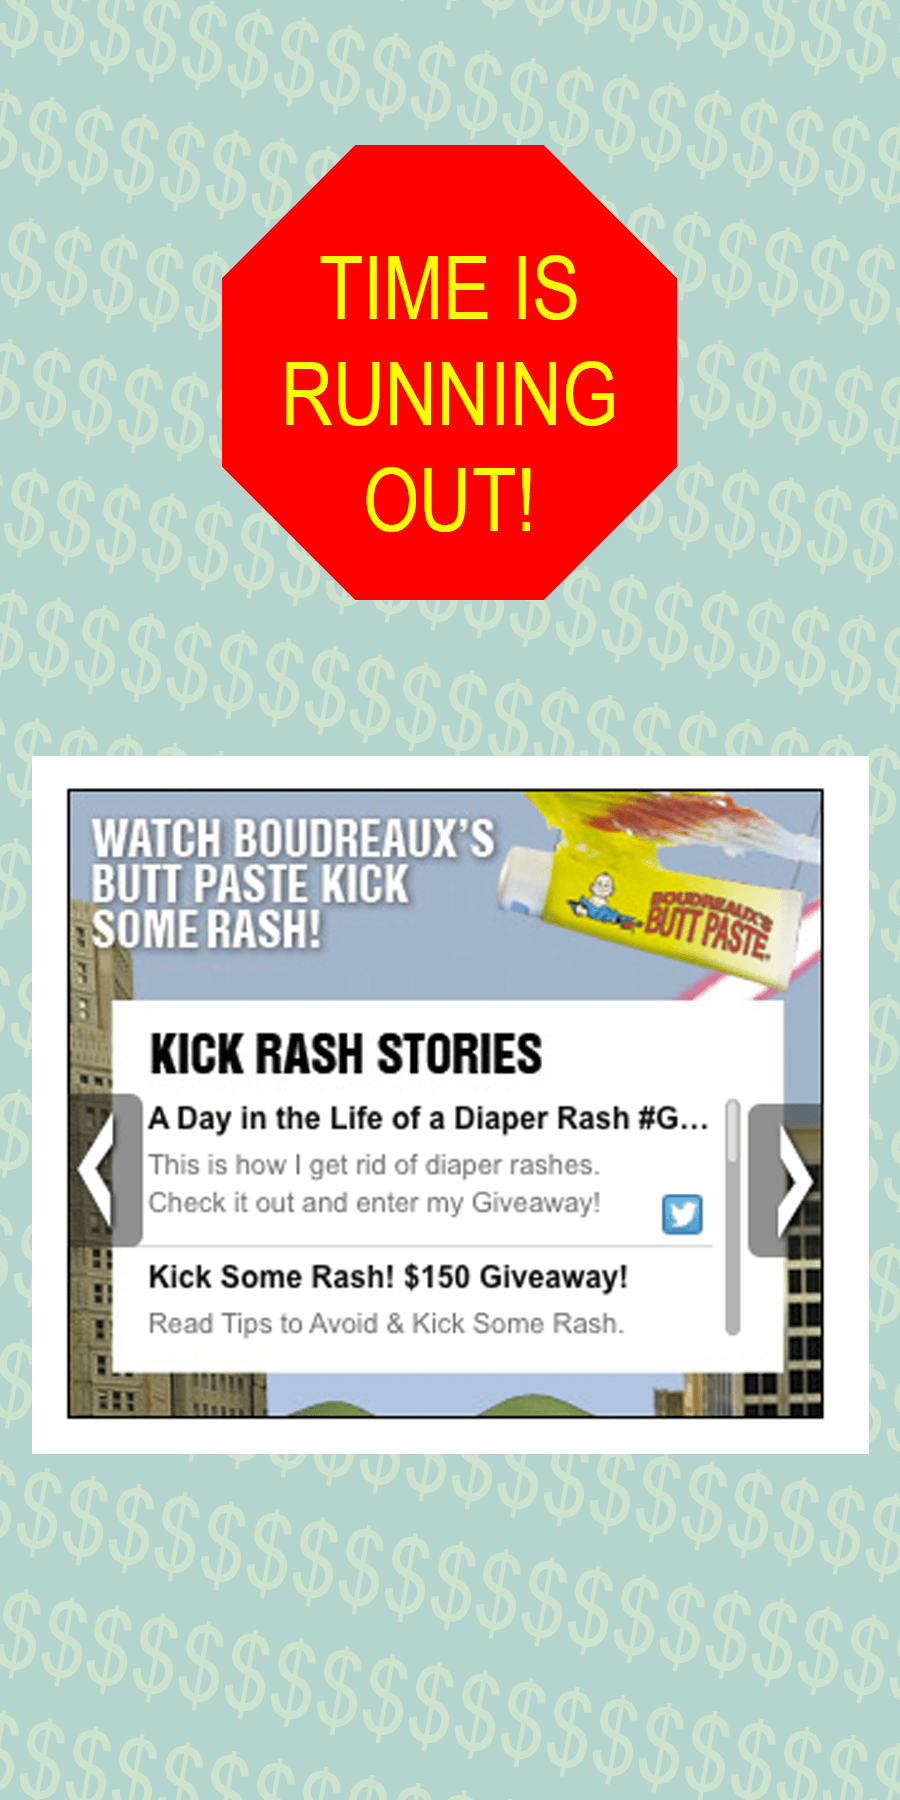 TIME IS
RUNNING
OUT!
WATCH BOUDREAUX'S
BUTT PASTE KICK
SOME RASH!
BOUDREAUX'S
BUTT PASTE
KICK RASH STORIES
A Day in the Life of a Diaper Rash #G...
This is how I get rid of diaper rashes.
Check it out and enter my Giveaway!
Kick Some Rash! $150 Giveaway!
Read Tips to Avoid & Kick Some Rash.